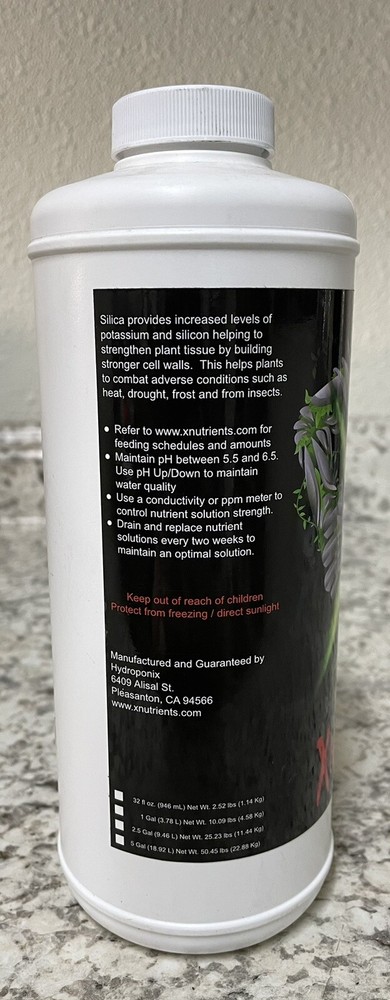 Silica provides increased levels of
potassium and silicon helping to
strengthen plant tissue by building
stronger cell walls. This helps plants
to combat adverse conditions such as
heat, drought, frost and from insects.
• Refer to www.xnutrients.com for
feeding schedules and amounts
• Maintain pH between 5.5 and 6.5.
Use pH Up/Down to maintain
water quality
• Use a conductivity or ppm meter to
control nutrient solution strength.
• Drain and replace nutrient
solutions every two weeks to
maintain an optimal solution.
Keep out of reach of children
Protect from freezing / direct sunlight
Manufactured and Guaranteed by
Hydroponix
6409 Alisal St.
Pleasanton, CA 94566
www.xnutrients.com
32 fl oz. (946 mL) Net Wt. 2.52 lbs (1.14 Kg)
1 Gal (3.78 L) Net Wt. 10.09 lbs (4.58 Kg)
2.5 Gal (9.46 L) Net Wt. 25.23 lbs (11.44 Kg)
5 Gal (18.92 L) Net Wt. 50.45 lbs (22.88 Kg)
X